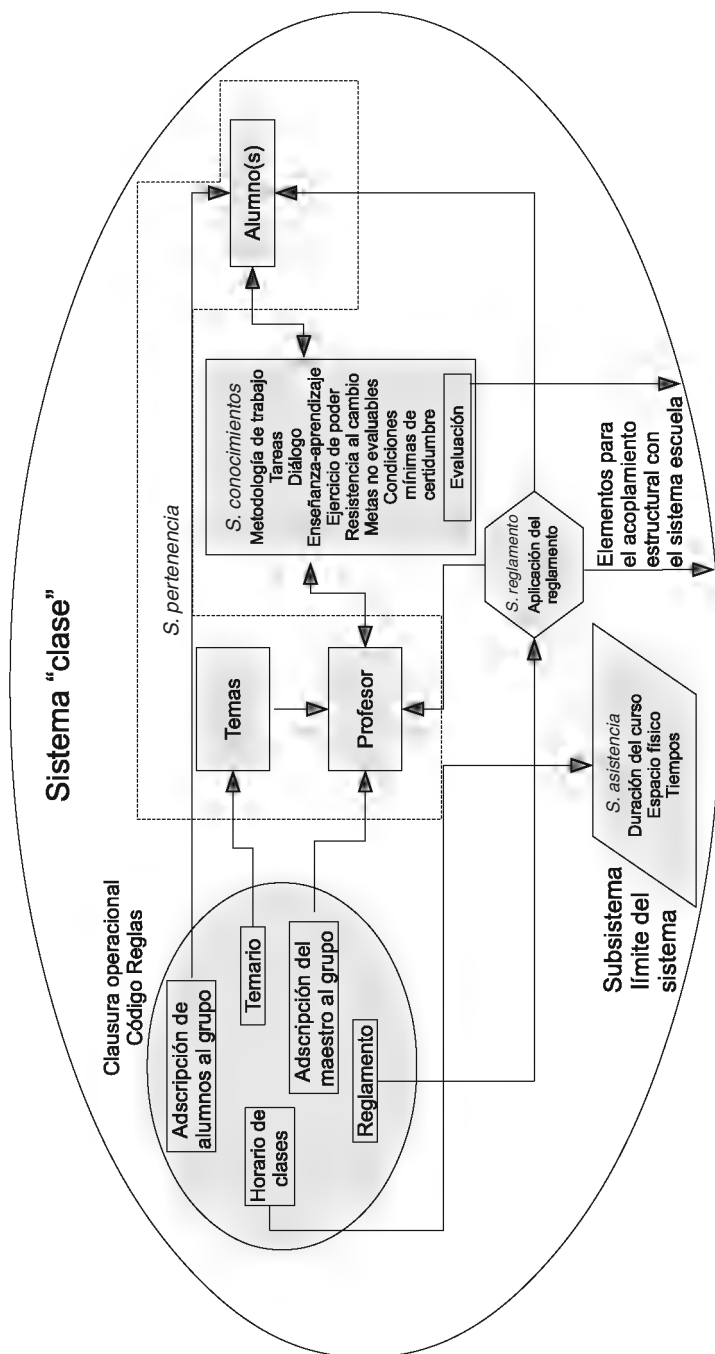 Sistema “clase”
Clausura operacional
Código Reglas
Adscripción de
alumnos al grupo
Temario
Horario de
clases
Adscripción del
maestro al grupo
Reglamento
S. pertenencia
Temas
Profesor
S. conocimientos
Metodología de trabajo
Tareas
Diálogo
Enseñanza-aprendizaje
Ejercicio de poder
Resistencia al cambio
Metas no evaluables
Condiciones
mínimas de
certidumbre
Evaluación
Alumno(s)
S. reglamento
Aplicación del
reglamento
Elementos para
el acoplamiento
estructural con
el sistema escuela
S. asistencia
Duración del curso
Espacio físico
Tiempos
Subsistema
límite del
sistema